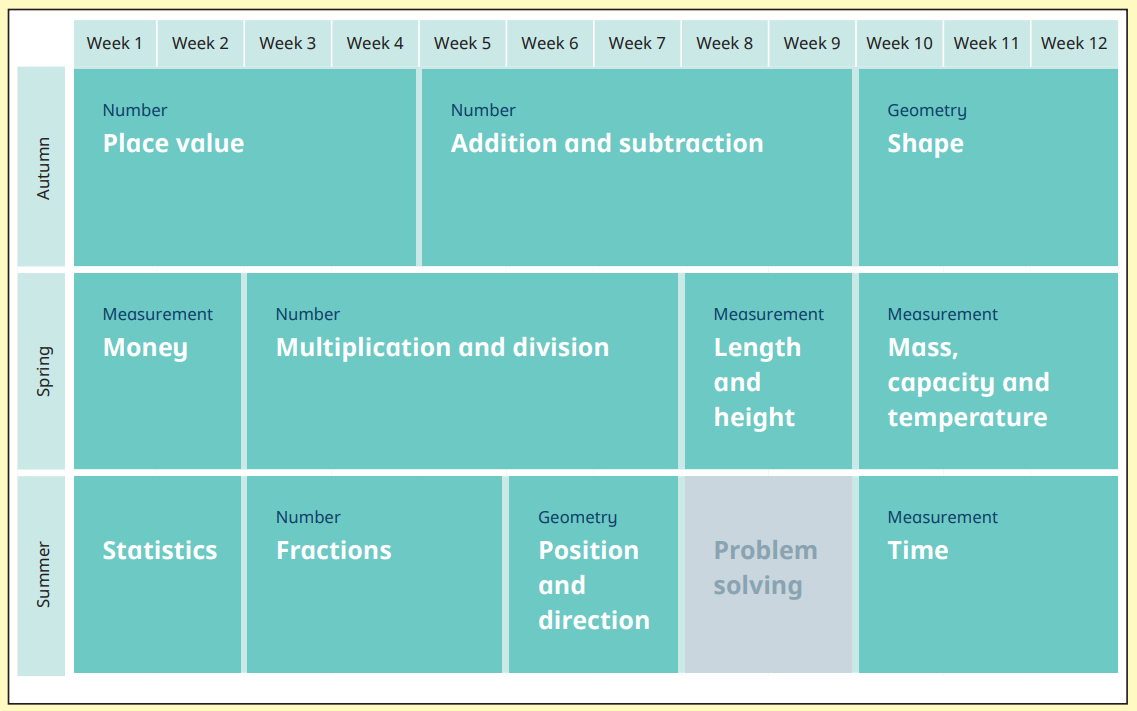 Week 1 Week 2 Week 3 Week 4 Week 5 Week 6 Week 7 Week 8 Week 9 Week 10 Week 11 Week 12
Autumn
Number
Place value
Number
Addition and subtraction
Geometry
Shape
Spring
Measurement
Money
Number
Multiplication and division
Measurement
Length
and
height
Measurement
Mass,
capacity and
temperature
Summer
Statistics
Number
Fractions
Geometry
Position
and
direction
Problem
solving
Measurement
Time